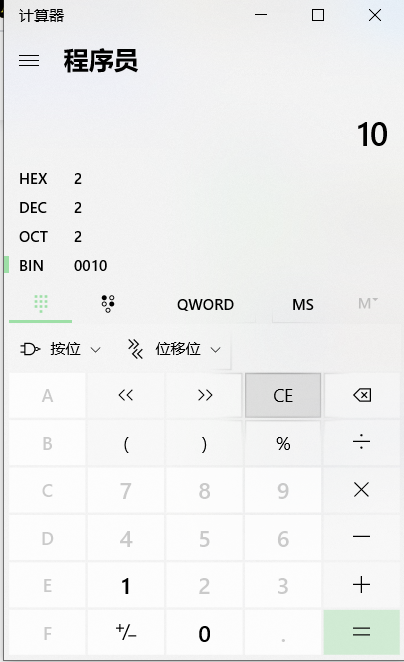 计算器
程序员
10
HEX 2
DEC 2
OCT 2
BIN 0010
QWORD MS M
按位 位移位
A << >> CE
B ( ) % ÷
C 7 8 9 ×
D 4 5 6 −
E 1 2 3 +
F +/− 0 . =